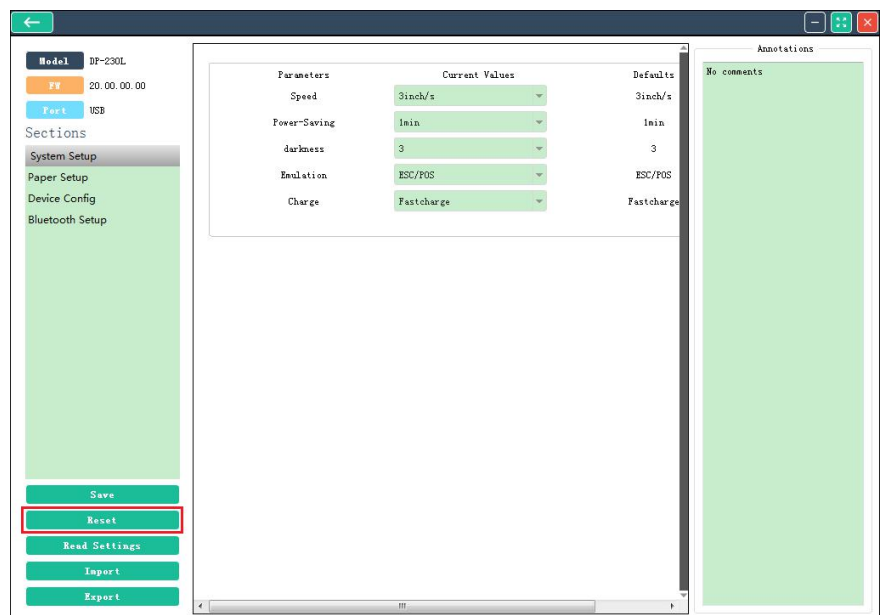 Model DP-230L
FW 20.00.00.00
Port USB
Sections
System Setup
Paper Setup
Device Config
Bluetooth Setup
Save
Reset
Read Settings
Import
Export
Parameters Current Values Defaults
Speed 3inch/s 3inch/s
Power-Saving 1min 1min
darkness 3 3
Emulation ESC/POS ESC/POS
Charge Fastcharge Fastcharge
Annotations
No comments